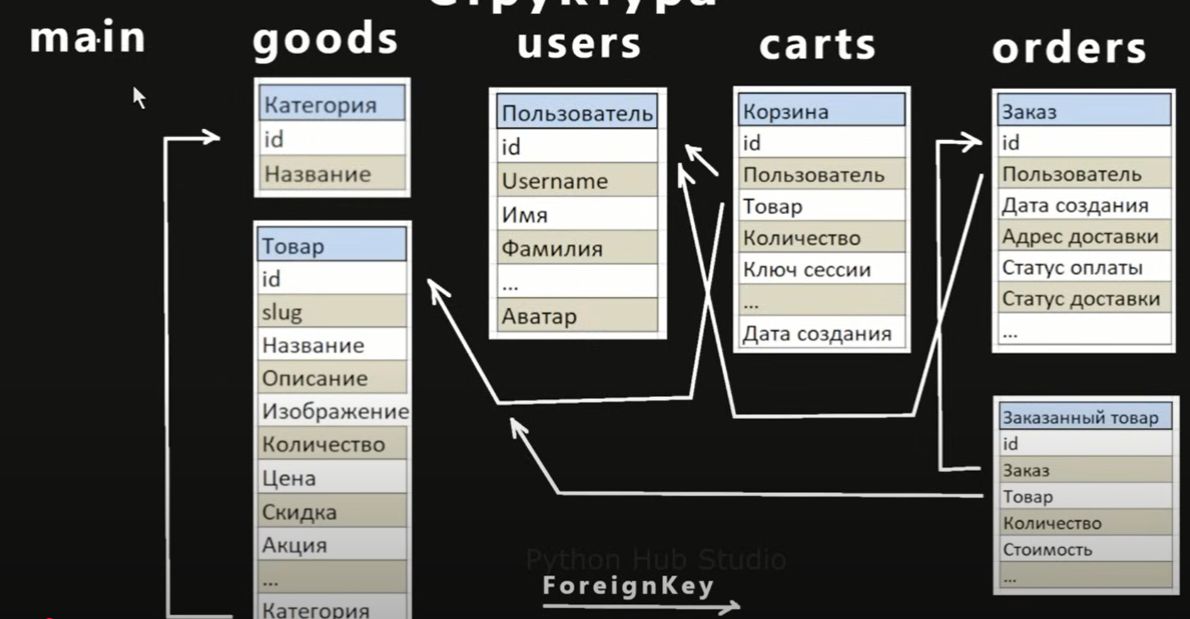 Структура
main
goods
users
carts
orders
Категория
id
Название
Товар
id
slug
Название
Описание
Изображение
Количество
Цена
Скидка
Акция
...
Категория
Пользователь
id
Username
Имя
Фамилия
...
Аватар
Корзина
id
Пользователь
Товар
Количество
Ключ сессии
...
Дата создания
Заказ
id
Пользователь
Дата создания
Адрес доставки
Статус оплаты
Статус доставки
...
Заказанный товар
id
Заказ
Товар
Количество
Стоимость
...
Python Hub Studio
ForeignKey